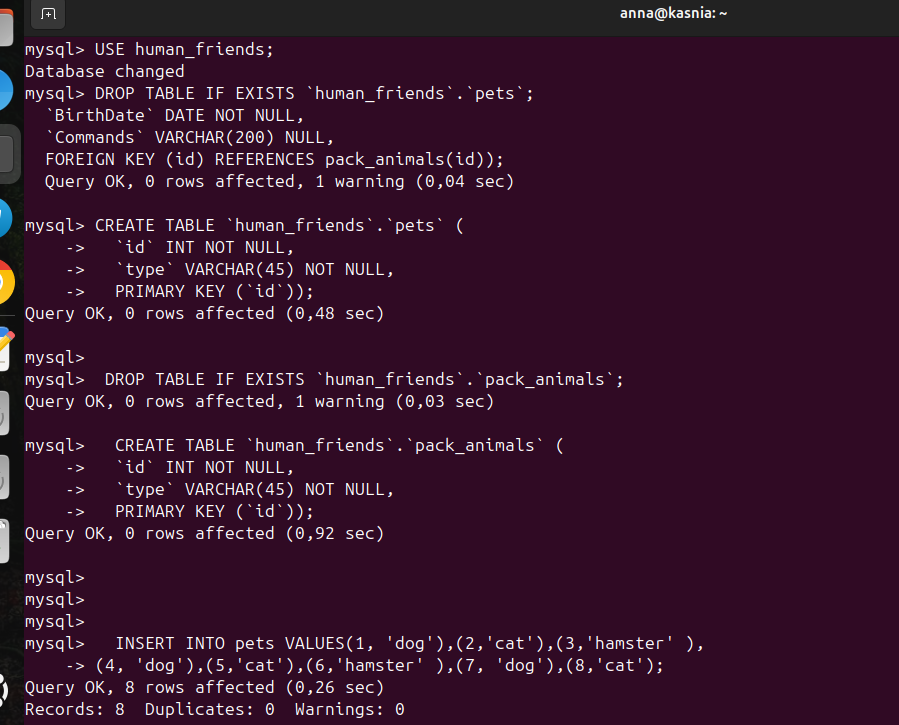 anna@kasnia: ~
mysql> USE human_friends;
Database changed
mysql> DROP TABLE IF EXISTS `human_friends`.`pets`;
  `BirthDate` DATE NOT NULL,
  `Commands` VARCHAR(200) NULL,
  FOREIGN KEY (id) REFERENCES pack_animals(id));
  Query OK, 0 rows affected, 1 warning (0,04 sec)

mysql> CREATE TABLE `human_friends`.`pets` (
    ->   `id` INT NOT NULL,
    ->   `type` VARCHAR(45) NOT NULL,
    ->   PRIMARY KEY (`id`));
Query OK, 0 rows affected (0,48 sec)

mysql>
mysql>  DROP TABLE IF EXISTS `human_friends`.`pack_animals`;
Query OK, 0 rows affected, 1 warning (0,03 sec)

mysql>   CREATE TABLE `human_friends`.`pack_animals` (
    ->   `id` INT NOT NULL,
    ->   `type` VARCHAR(45) NOT NULL,
    ->   PRIMARY KEY (`id`));
Query OK, 0 rows affected (0,92 sec)

mysql>
mysql>
mysql>
mysql>   INSERT INTO pets VALUES(1, 'dog'),(2,'cat'),(3,'hamster' ),
    -> (4, 'dog'),(5,'cat'),(6,'hamster' ),(7, 'dog'),(8,'cat');
Query OK, 8 rows affected (0,26 sec)
Records: 8  Duplicates: 0  Warnings: 0